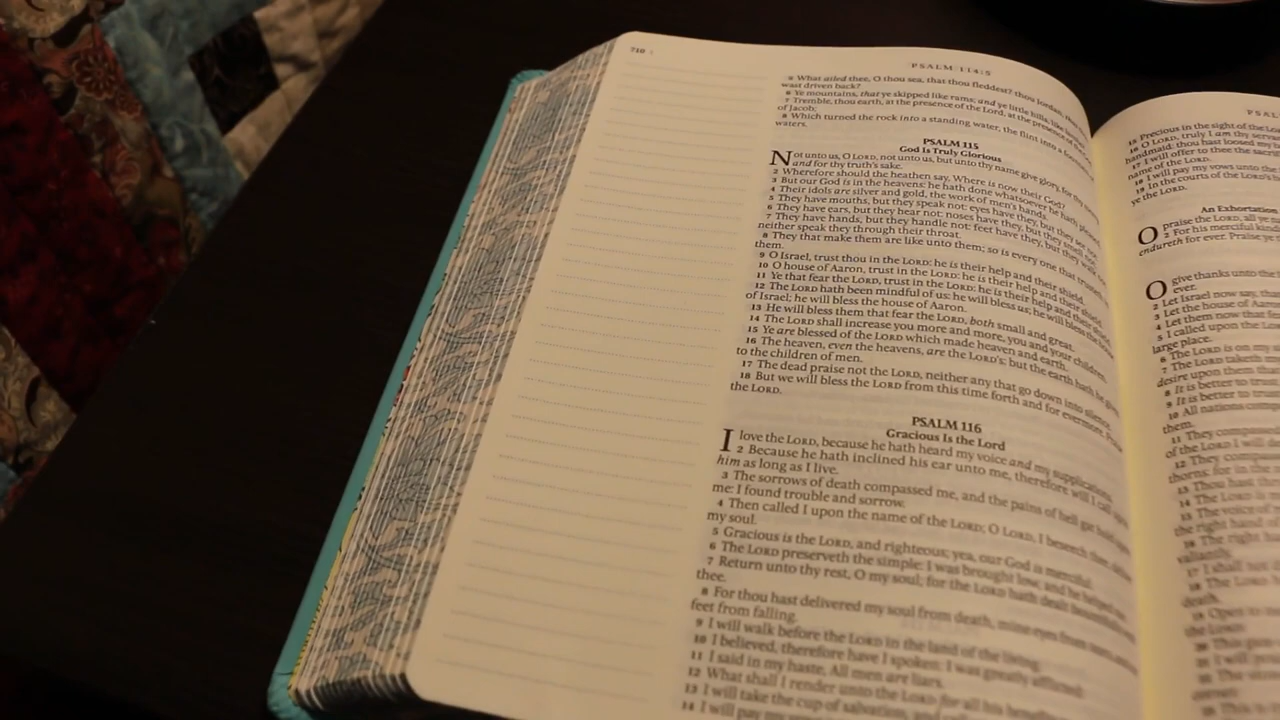 710
PSALM 114:5
5 What ailed thee, O thou sea, that thou fleddest? thou Jordan,
wast driven back?
6 Ye mountains, that ye skipped like rams; and ye little hills, like
7 Tremble, thou earth, at the presence of the Lord, at the presence
of Jacob;
8 Which turned the rock into a standing water, the flint into a
waters.
PSALM 115
God Is Truly Glorious
Not unto us, O LORD, not unto us, but unto thy name give glory, for thy
and for thy truth's sake.
2 Wherefore should the heathen say, Where is now their God?
3 But our God is in the heavens: he hath done whatsoever he hath
4 Their idols are silver and gold, the work of men's hands.
5 They have mouths, but they speak not: eyes have they, but they see not:
6 They have ears, but they hear not: noses have they, but they smell not:
7 They have hands, but they handle not: feet have they, but they walk
neither speak they through their throat.
8 They that make them are like unto them; so is every one that
them.
9 O Israel, trust thou in the LORD: he is their help and their shield.
10 O house of Aaron, trust in the LORD: he is their help and their shield.
11 Ye that fear the LORD, trust in the LORD: he is their help and their shield.
12 The LORD hath been mindful of us: he will bless us; he will bless the house
of Israel; he will bless the house of Aaron.
13 He will bless them that fear the LORD, both small and great.
14 The LORD shall increase you more and more, you and your children.
15 Ye are blessed of the LORD which made heaven and earth.
16 The heaven, even the heavens, are the LORD's: but the earth hath he
to the children of men.
17 The dead praise not the LORD, neither any that go down into silence.
18 But we will bless the LORD from this time forth and for evermore.
the LORD.
PSALM 116
Gracious Is the Lord
I love the LORD, because he hath heard my voice and my supplications.
2 Because he hath inclined his ear unto me, therefore will I call
him as long as I live.
3 The sorrows of death compassed me, and the pains of hell gat hold
me: I found trouble and sorrow.
4 Then called I upon the name of the LORD; O LORD, I beseech thee,
my soul.
5 Gracious is the LORD, and righteous; yea, our God is merciful.
6 The LORD preserveth the simple: I was brought low, and he helped
7 Return unto thy rest, O my soul; for the LORD hath dealt bountifully
thee.
8 For thou hast delivered my soul from death, mine eyes from tears,
feet from falling.
9 I will walk before the LORD in the land of the living.
10 I believed, therefore have I spoken: I was greatly afflicted:
11 I said in my haste, All men are liars.
12 What shall I render unto the LORD for all his benefits
13 I will take the cup of salvation, and call
14 I will pay my
15 Precious in the sight of the
16 O LORD, truly I am thy
handmaid: thou hast loosed my
17 I will offer to thee the
name of the LORD.
18 I will pay my vows unto the
19 In the courts of the LORD's
ye the LORD.
An Exhortation
O praise the LORD, all ye
2 For his merciful
endureth for ever. Praise ye
O give thanks unto the
ever.
2 Let Israel now say,
3 Let the house of
4 Let them now that fear
5 I called upon the
large place.
6 The LORD is on my
7 The LORD taketh
desire upon them that
8 It is better to trust
9 It is better to trust
10 All nations
them.
11 They compassed
of the LORD I will
12 They
thorns: for in the
13 Thou hast
14 The LORD is
15 The voice of
the right hand
16 The right
valiantly.
17 I shall not
18 The LORD
death.
19 Open to